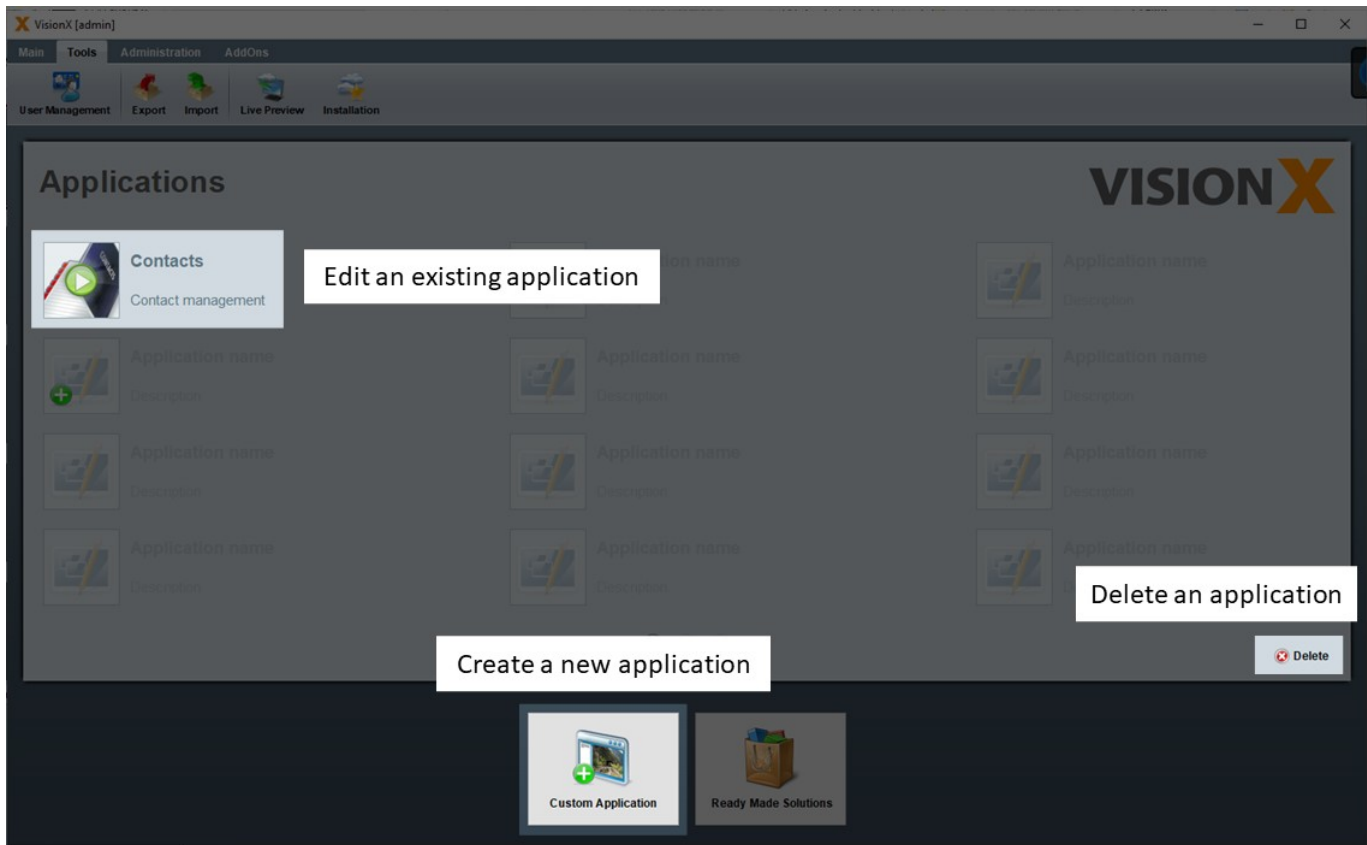 VisionX [admin]
Main Tools Administration AddOns
User Management Export Import Live Preview Installation
Applications
VISIONX
Contacts
Contact management
Edit an existing application
Application name
Description
Application name
Description
Application name
Description
Application name
Description
Application name
Description
Application name
Description
Application name
Description
Application name
Description
Application name
Description
Application name
Delete an application
Create a new application
Delete
Custom Application
Ready Made Solutions